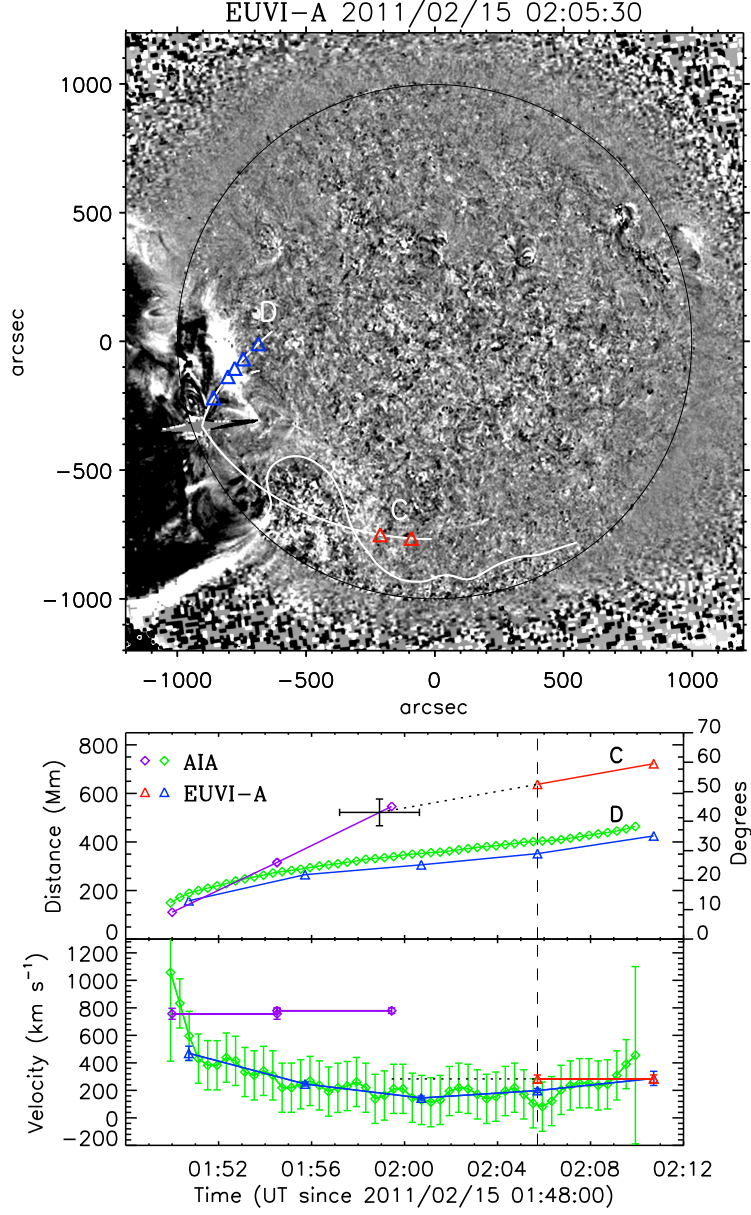 EUVI-A 2011/02/15 02:05:30
1000
500
0
-500
-1000
arcsec
D
C
-1000 -500 0 500 1000
arcsec
800
600
400
200
0
Distance (Mm)
AIA
EUVI-A
C
D
70
60
50
40
30
20
10
0
Degrees
1200
1000
800
600
400
200
0
-200
Velocity (km s⁻¹)
01:52 01:56 02:00 02:04 02:08 02:12
Time (UT since 2011/02/15 01:48:00)